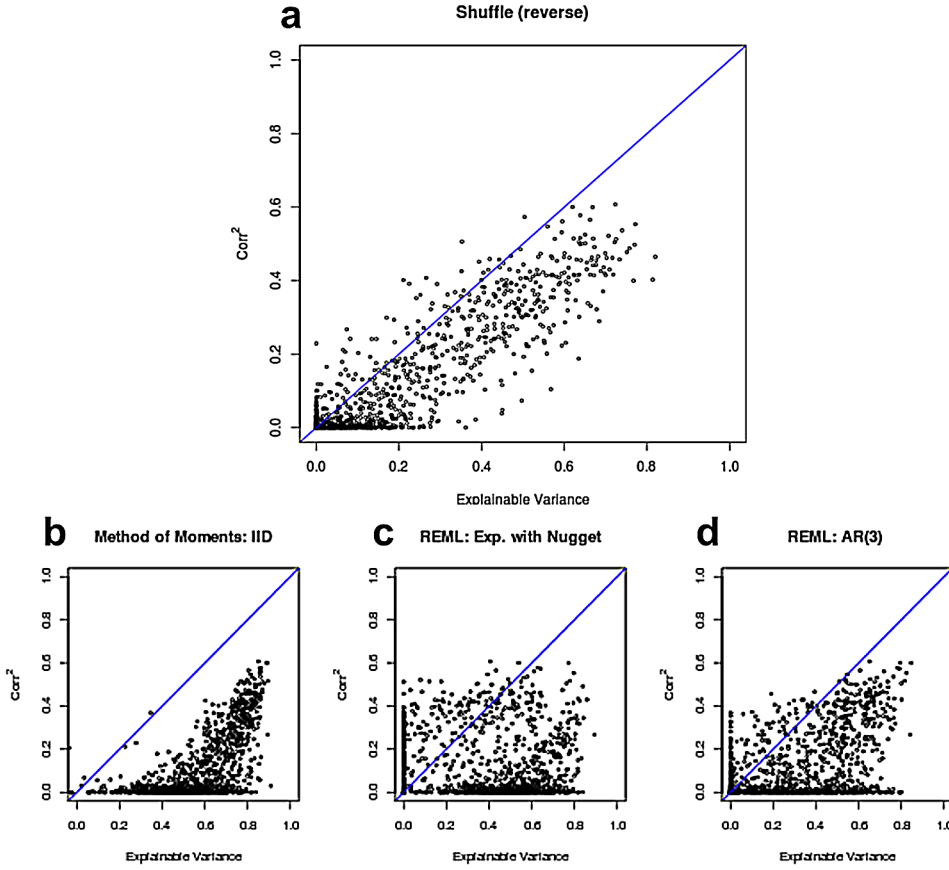 a
Shuffle (reverse)
1.0
0.8
0.6
0.4
0.2
0.0
Corr²
0.0 0.2 0.4 0.6 0.8 1.0
Explainable Variance
b Method of Moments: IID
1.0
0.8
0.6
0.4
0.2
0.0
Corr²
0.0 0.2 0.4 0.6 0.8 1.0
Explainable Variance
c REML: Exp. with Nugget
1.0
0.8
0.6
0.4
0.2
0.0
Corr²
0.0 0.2 0.4 0.6 0.8 1.0
Explainable Variance
d REML: AR(3)
1.0
0.8
0.6
0.4
0.2
0.0
Corr²
0.0 0.2 0.4 0.6 0.8 1.0
Explainable Variance